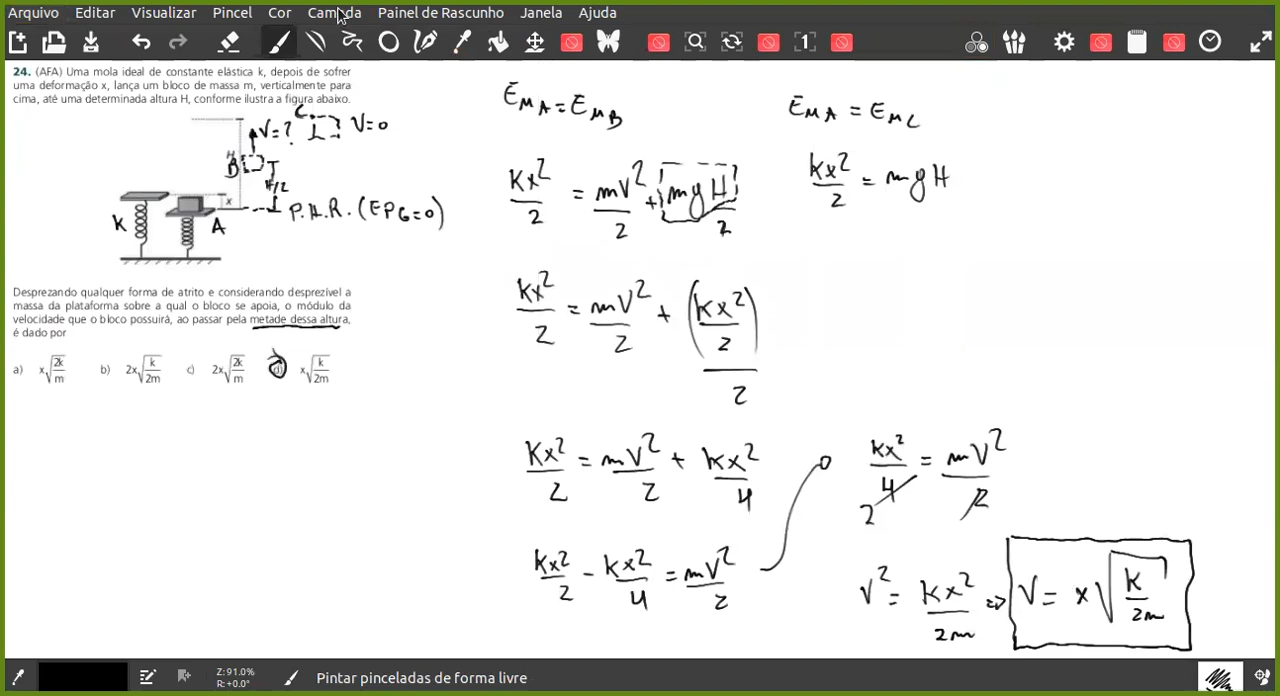 Arquivo Editar Visualizar Pincel Cor Camada Painel de Rascunho Janela Ajuda
1
24. (AFA) Uma mola ideal de constante elástica k, depois de sofrer
uma deformação x, lança um bloco de massa m, verticalmente para
cima, até uma determinada altura H, conforme ilustra a figura abaixo.
C
V=? V=0
H
B
H/2
x
P.H.R. (EPG=0)
K A
Desprezando qualquer forma de atrito e considerando desprezível a
massa da plataforma sobre a qual o bloco se apoia, o módulo da
velocidade que o bloco possuirá, ao passar pela metade dessa altura,
é dado por
a) x√(2k/m) b) 2x√(k/2m) c) 2x√(2k/m) d) x√(k/2m)
EMA = EMB
Kx²/2 = mV²/2 + mgH/2
Kx²/2 = mV²/2 + (Kx²/2)/2
Kx²/2 = mV²/2 + Kx²/4
Kx²/2 - Kx²/4 = mV²/2
EMA = EMC
Kx²/2 = mgH
Kx²/4 = mV²/2
2
V² = Kx²/2m => V = x√(K/2m)
Z: 91.0%
R: +0.0°
Pintar pinceladas de forma livre